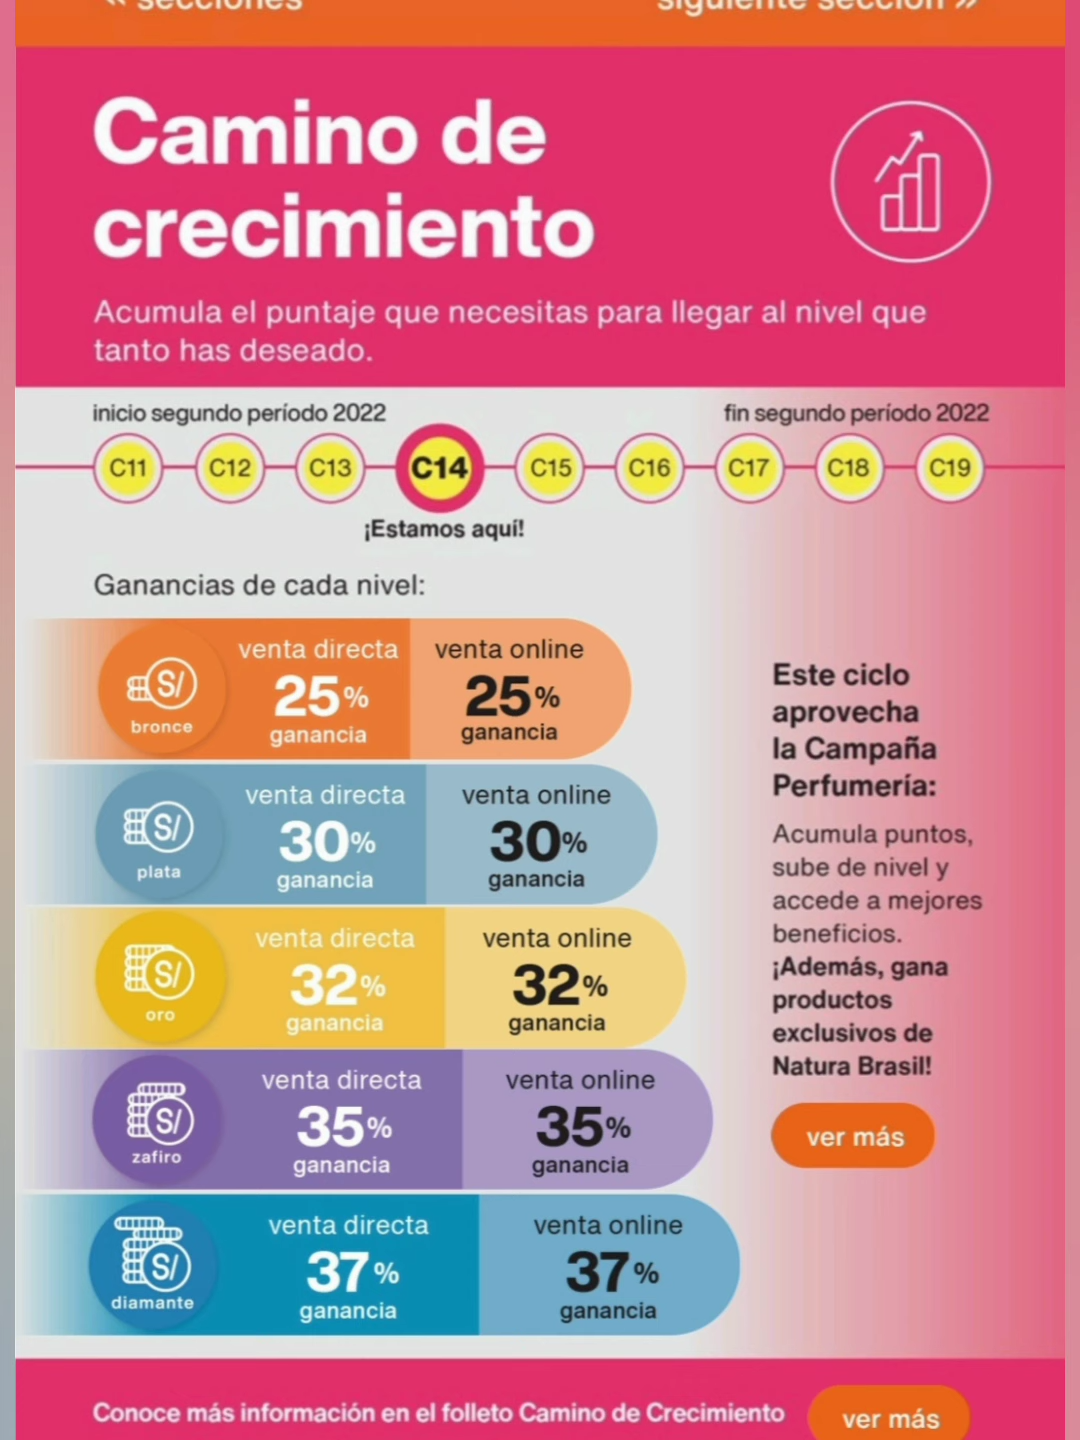 « secciones
siguiente sección »
Camino de
crecimiento
Acumula el puntaje que necesitas para llegar al nivel que
tanto has deseado.
inicio segundo período 2022
fin segundo período 2022
C11 C12 C13 C14 C15 C16 C17 C18 C19
¡Estamos aquí!
Ganancias de cada nivel:
S/
bronce
venta directa
25%
ganancia
venta online
25%
ganancia
S/
plata
venta directa
30%
ganancia
venta online
30%
ganancia
S/
oro
venta directa
32%
ganancia
venta online
32%
ganancia
S/
zafiro
venta directa
35%
ganancia
venta online
35%
ganancia
S/
diamante
venta directa
37%
ganancia
venta online
37%
ganancia
Este ciclo
aprovecha
la Campaña
Perfumería:
Acumula puntos,
sube de nivel y
accede a mejores
beneficios.
¡Además, gana
productos
exclusivos de
Natura Brasil!
ver más
Conoce más información en el folleto Camino de Crecimiento
ver más